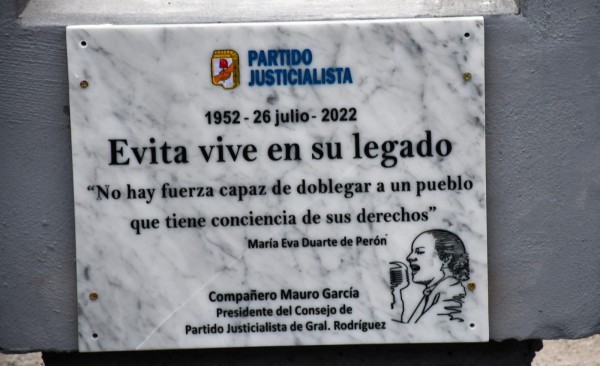 PARTIDO
JUSTICIALISTA
1952 - 26 julio - 2022
Evita vive en su legado
“No hay fuerza capaz de doblegar a un pueblo
que tiene conciencia de sus derechos”
María Eva Duarte de Perón
Compañero Mauro García
Presidente del Consejo de
Partido Justicialista de Gral. Rodríguez